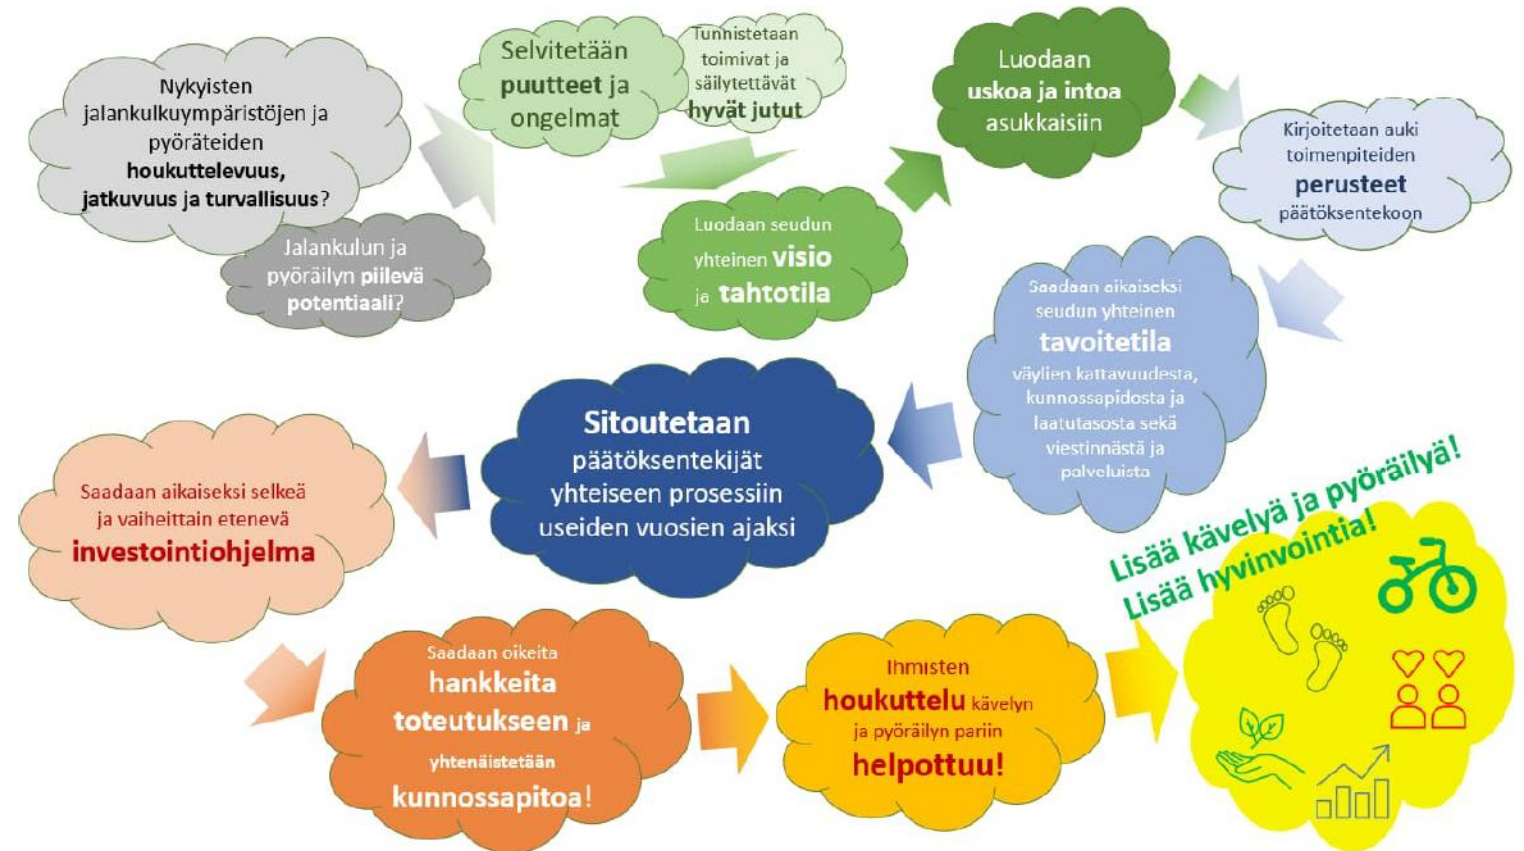 Nykyisten
jalankulkuympäristöjen ja
pyöräteiden
houkuttelevuus,
jatkuvuus ja turvallisuus?
Jalankulun ja
pyöräilyn piilevä
potentiaali?
Selvitetään
puutteet ja
ongelmat
Tunnistetaan
toimivat ja
säilytettävät
hyvät jutut
Luodaan seudun
yhteinen visio
ja tahtotila
Luodaan
uskoa ja intoa
asukkaisiin
Kirjoitetaan auki
toimenpiteiden
perusteet
päätöksentekoon
Saadaan aikaiseksi
seudun yhteinen
tavoitetila
väylien kattavuudesta,
kunnossapidosta ja
laatutasosta sekä
viestinnästä ja
palveluista
Sitoutetaan
päätöksentekijät
yhteiseen prosessiin
useiden vuosien ajaksi
Saadaan aikaiseksi selkeä
ja vaiheittain etenevä
investointiohjelma
Saadaan oikeita
hankkeita
toteutukseen ja
yhtenäistetään
kunnossapitoa!
Ihmisten
houkuttelu kävelyn
ja pyöräilyn pariin
helpottuu!
Lisää kävelyä ja pyöräilyä!
Lisää hyvinvointia!